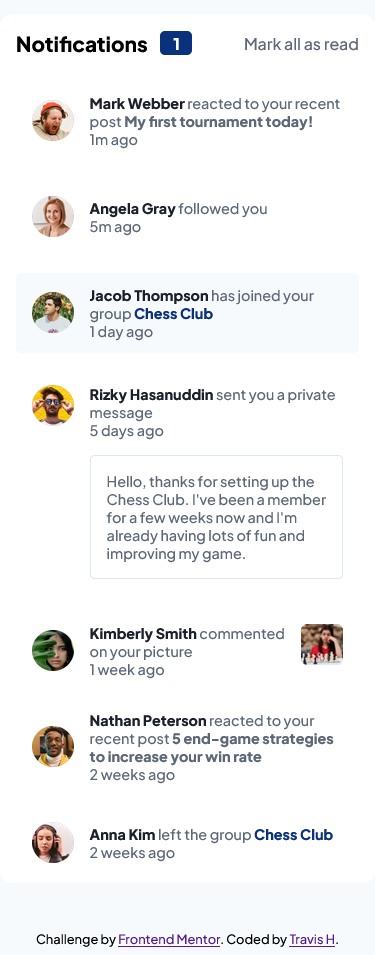 Notifications 1 Mark all as read
Mark Webber reacted to your recent
post My first tournament today!
1m ago
Angela Gray followed you
5m ago
Jacob Thompson has joined your
group Chess Club
1 day ago
Rizky Hasanuddin sent you a private
message
5 days ago
Hello, thanks for setting up the
Chess Club. I've been a member
for a few weeks now and I'm
already having lots of fun and
improving my game.
Kimberly Smith commented
on your picture
1 week ago
Nathan Peterson reacted to your
recent post 5 end-game strategies
to increase your win rate
2 weeks ago
Anna Kim left the group Chess Club
2 weeks ago
Challenge by Frontend Mentor. Coded by Travis H.